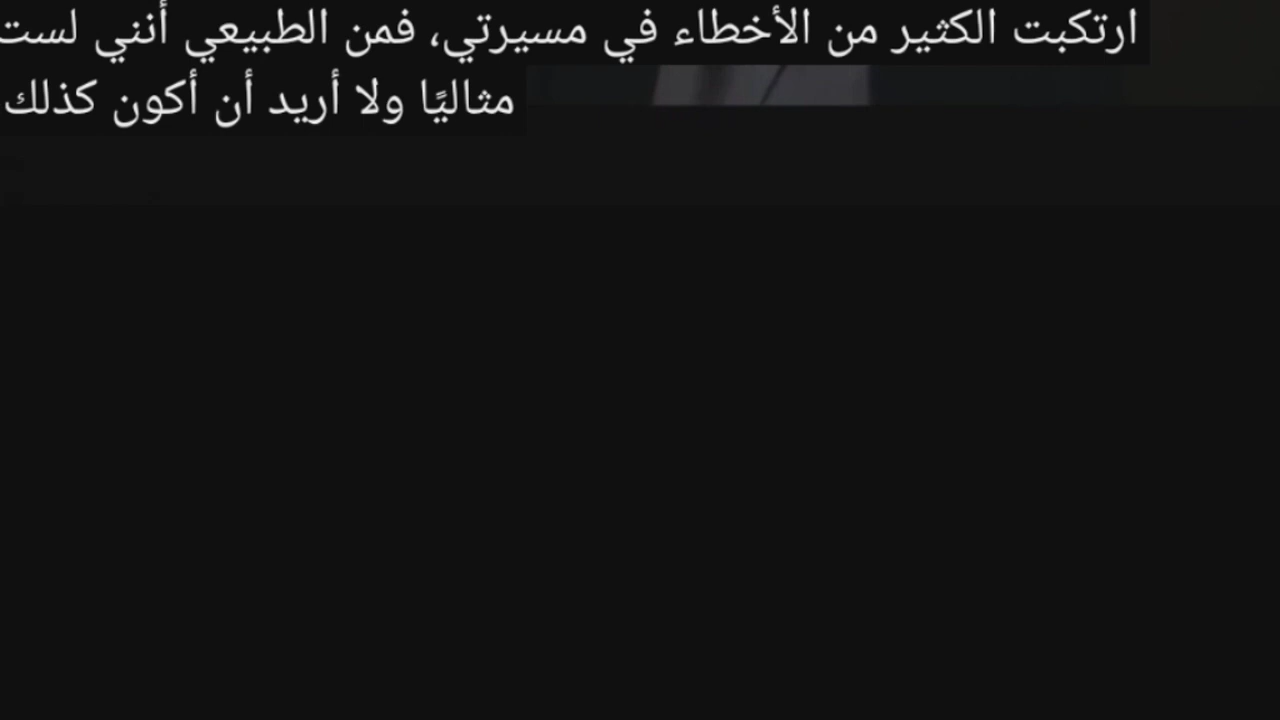 ارتكبت الكثير من الأخطاء في مسيرتي، فمن الطبيعي أنني لست
مثاليًا ولا أريد أن أكون كذلك